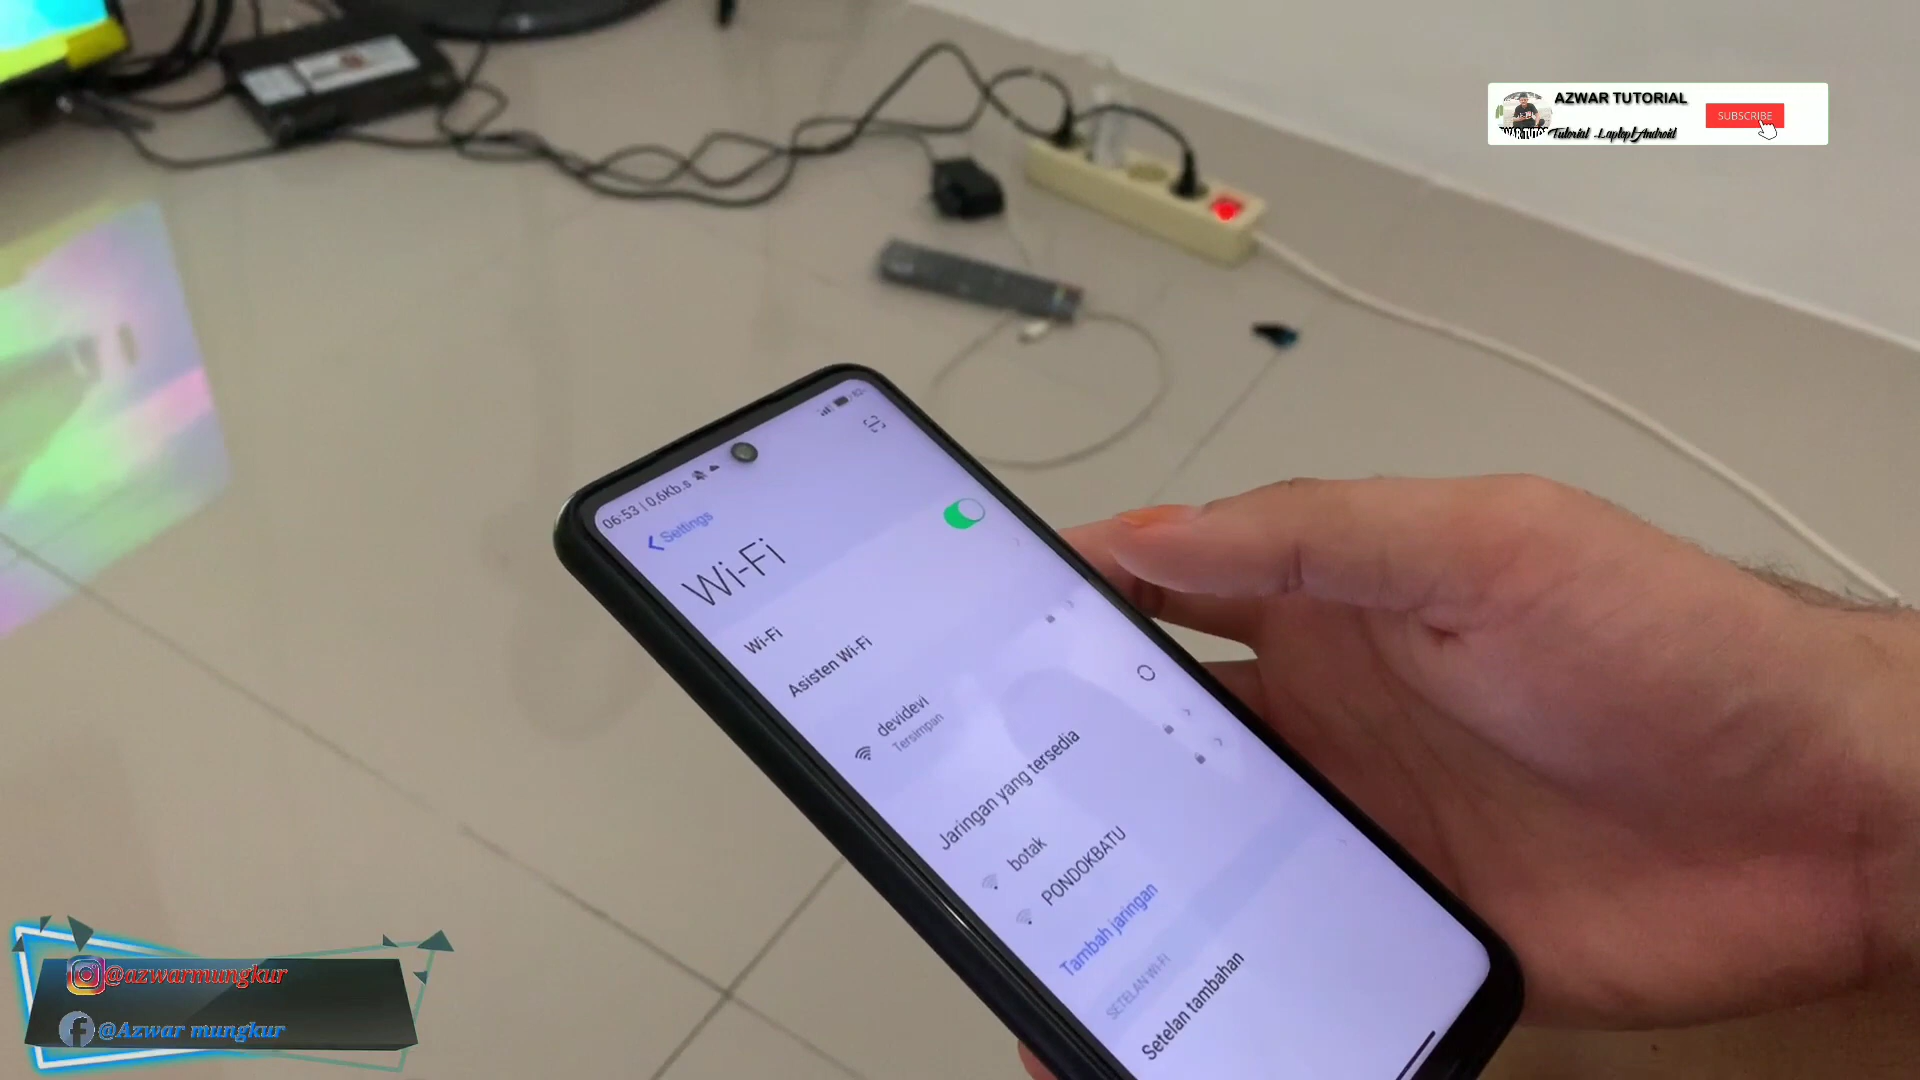 AZWAR TUTORIAL
SUBSCRIBE
Tutorial Laptop/Android
06:53 | 0,6Kb.s
Settings
Wi-Fi
Wi-Fi
Asisten Wi-Fi
devidevi
Tersimpan
Jaringan yang tersedia
botak
PONDOKBATU
Tambah jaringan
SETELAN WI-FI
Setelan tambahan
@azwarmungkur
@Azwar mungkur